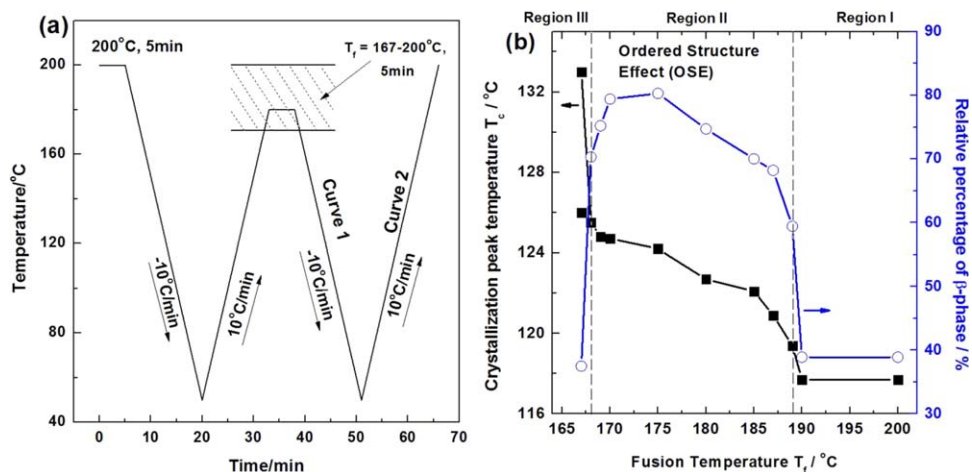 (a)
200°C, 5min
T_f = 167-200°C,
5min
Curve 1
Curve 2
-10°C/min
10°C/min
-10°C/min
10°C/min
Temperature/°C
200
160
120
80
40
0 10 20 30 40 50 60 70
Time/min
Region III Region II Region I
(b)
Ordered Structure
Effect (OSE)
Crystallization peak temperature T_c / °C
132
128
124
120
116
90
80
70
60
50
40
30
Relative percentage of β-phase / %
165 170 175 180 185 190 195 200
Fusion Temperature T_f / °C